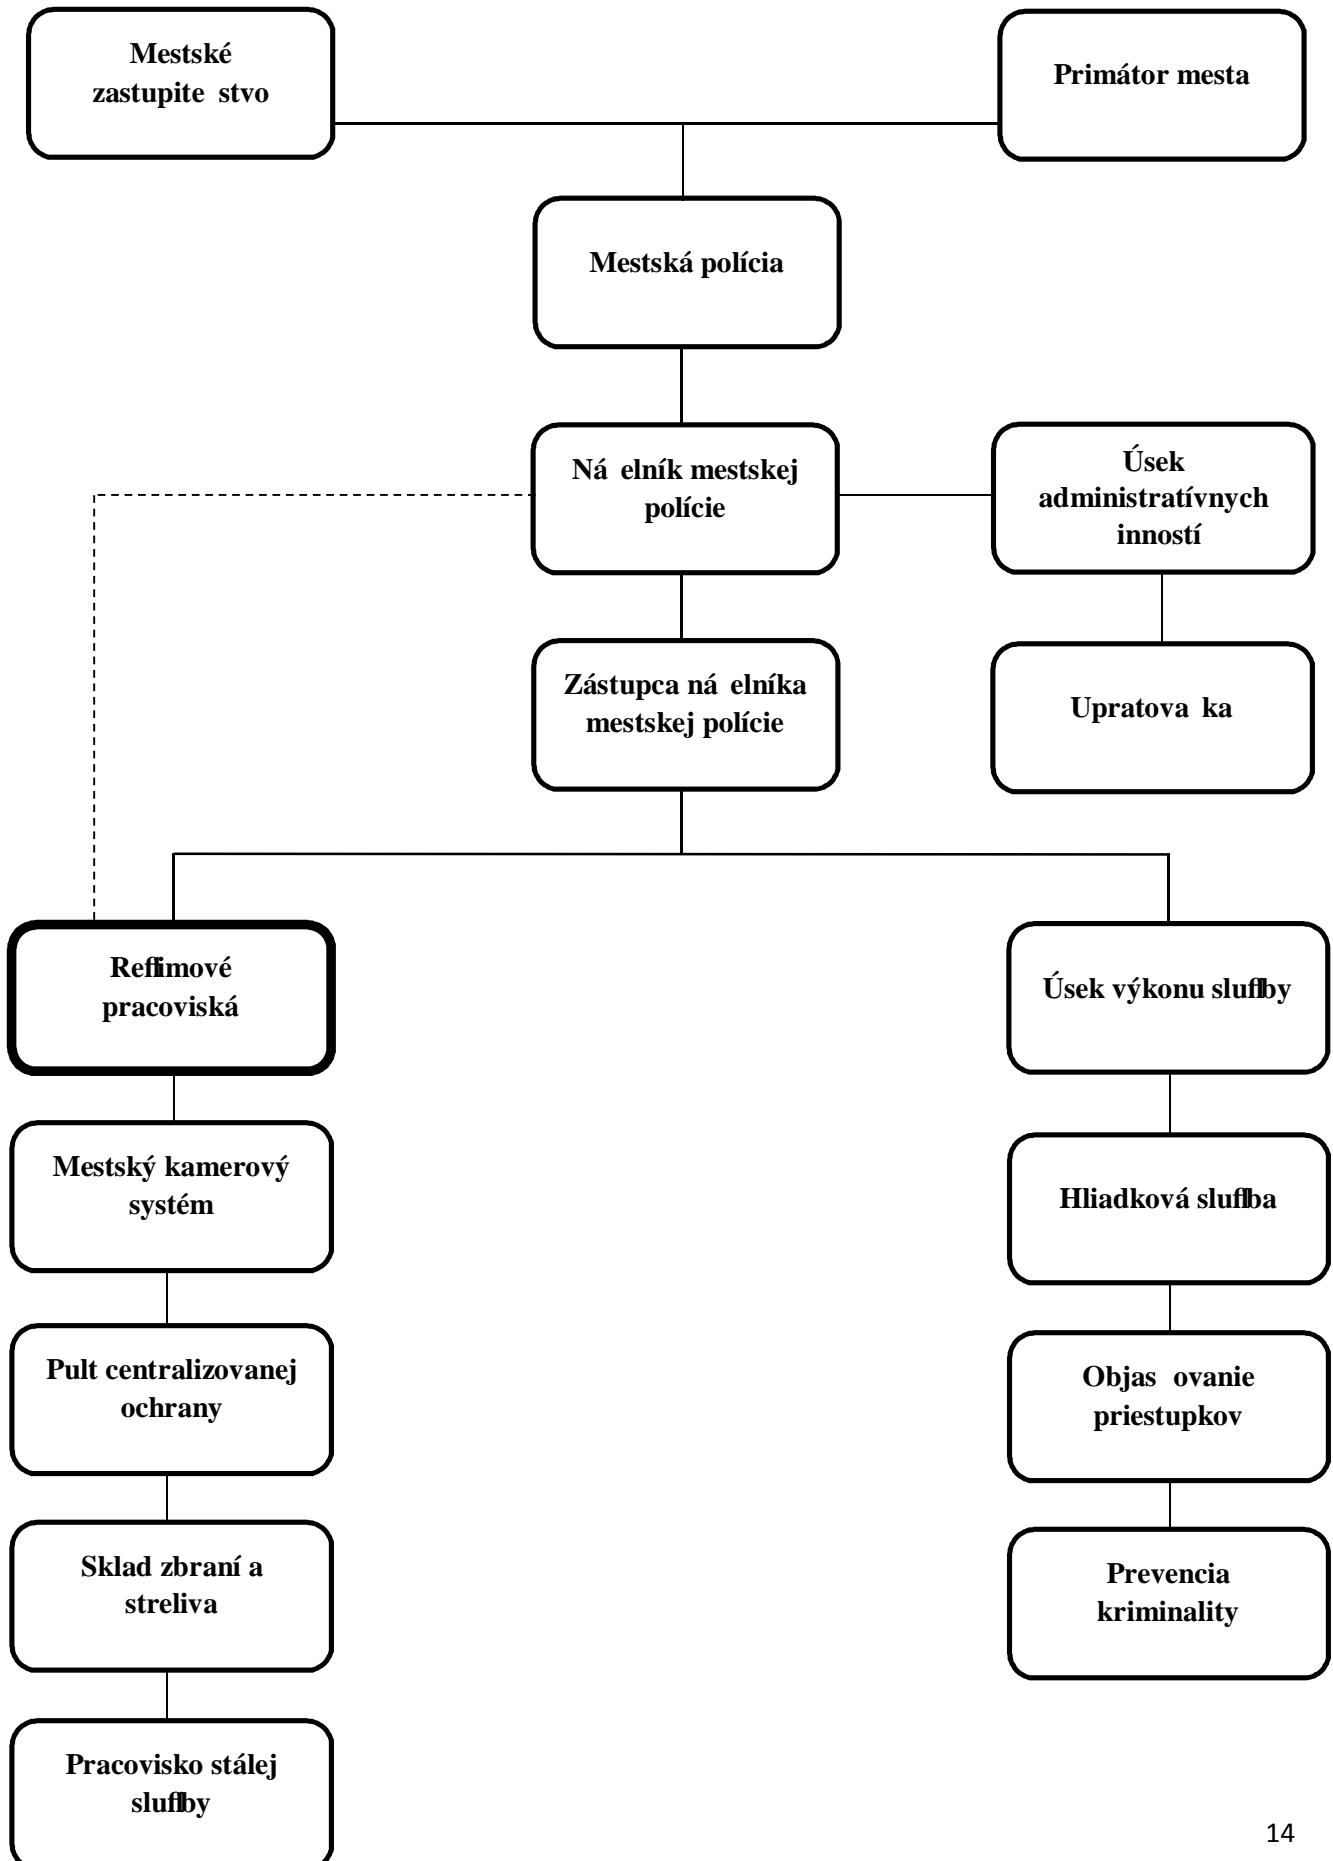 Mestské
zastupite stvo
Primátor mesta
Mestská polícia
Ná elník mestskej
polície
Úsek
administratívnych
inností
Zástupca ná elníka
mestskej polície
Upratova ka
Reflimové
pracoviská
Úsek výkonu sluflby
Mestský kamerový
systém
Hliadková sluflba
Pult centralizovanej
ochrany
Objas ovanie
priestupkov
Sklad zbraní a
streliva
Prevencia
kriminality
Pracovisko stálej
sluflby
14